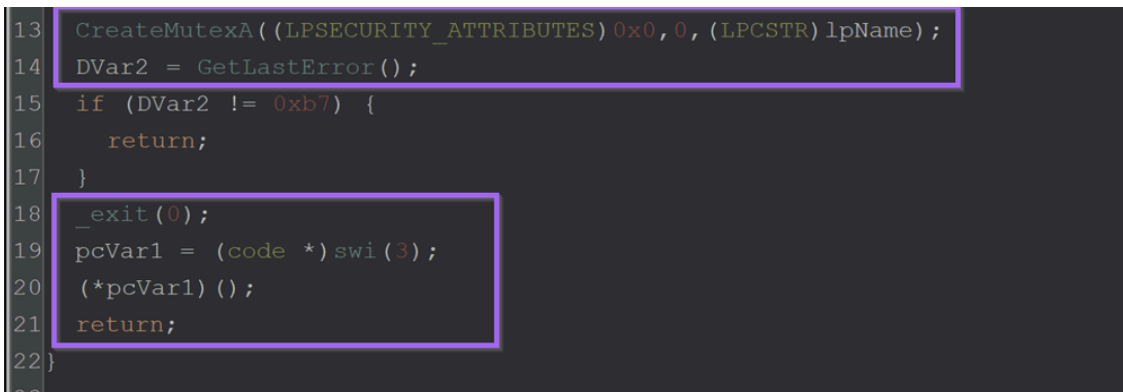 13 CreateMutexA((LPSECURITY_ATTRIBUTES)0x0,0,(LPCSTR)lpName);
14 DVar2 = GetLastError();
15 if (DVar2 != 0xb7) {
16 return;
17 }
18 _exit(0);
19 pcVar1 = (code *)swi(3);
20 (*pcVar1)();
21 return;
22 }